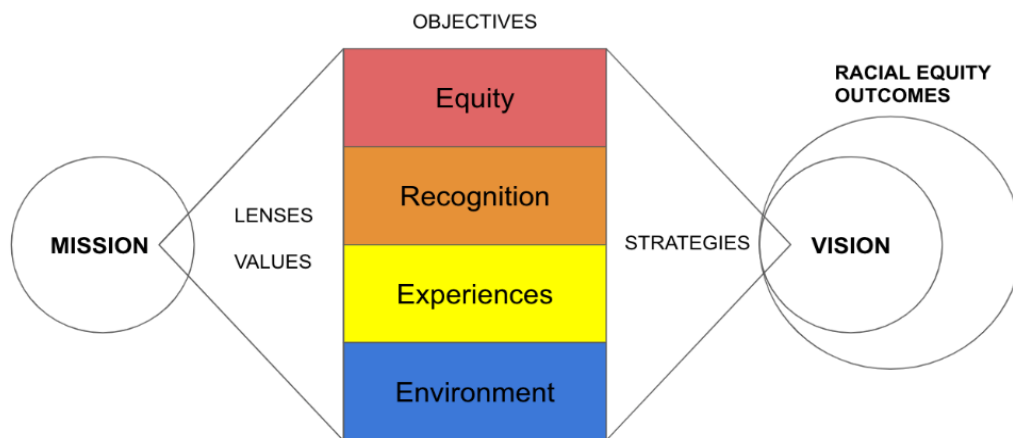 OBJECTIVES
RACIAL EQUITY
OUTCOMES
Equity
Recognition
Experiences
Environment
LENSES
VALUES
STRATEGIES
MISSION
VISION